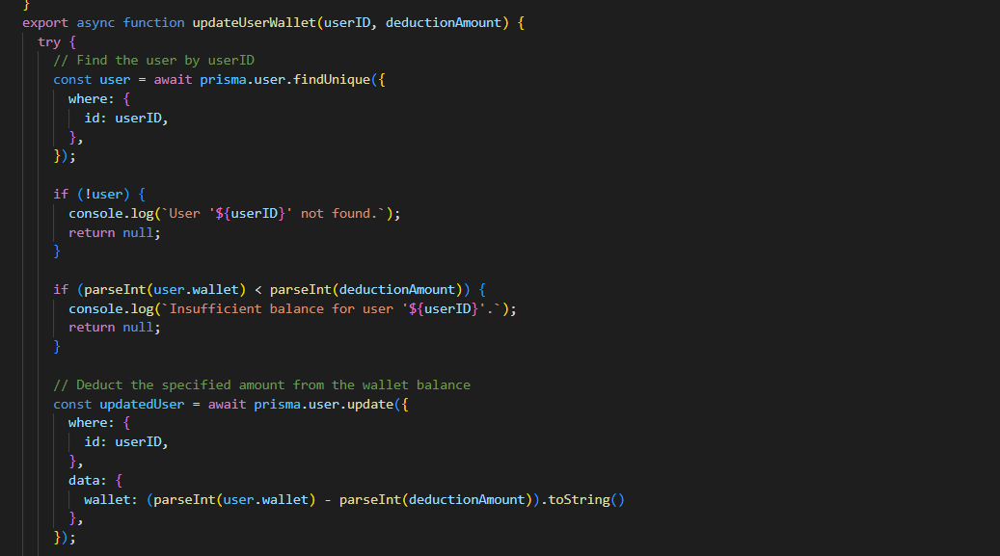 }
export async function updateUserWallet(userID, deductionAmount) {
try {
// Find the user by userID
const user = await prisma.user.findUnique({
where: {
id: userID,
},
});
if (!user) {
console.log(`User '${userID}' not found.`);
return null;
}
if (parseInt(user.wallet) < parseInt(deductionAmount)) {
console.log(`Insufficient balance for user '${userID}'.`);
return null;
}
// Deduct the specified amount from the wallet balance
const updatedUser = await prisma.user.update({
where: {
id: userID,
},
data: {
wallet: (parseInt(user.wallet) - parseInt(deductionAmount)).toString()
},
});